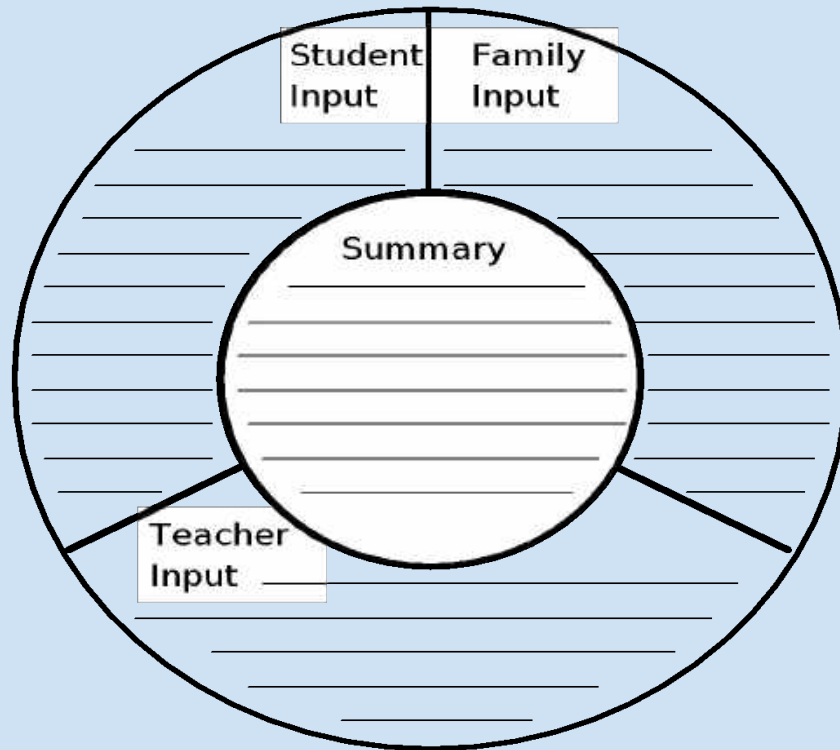 Student
Input
Family
Input
Summary
Teacher
Input